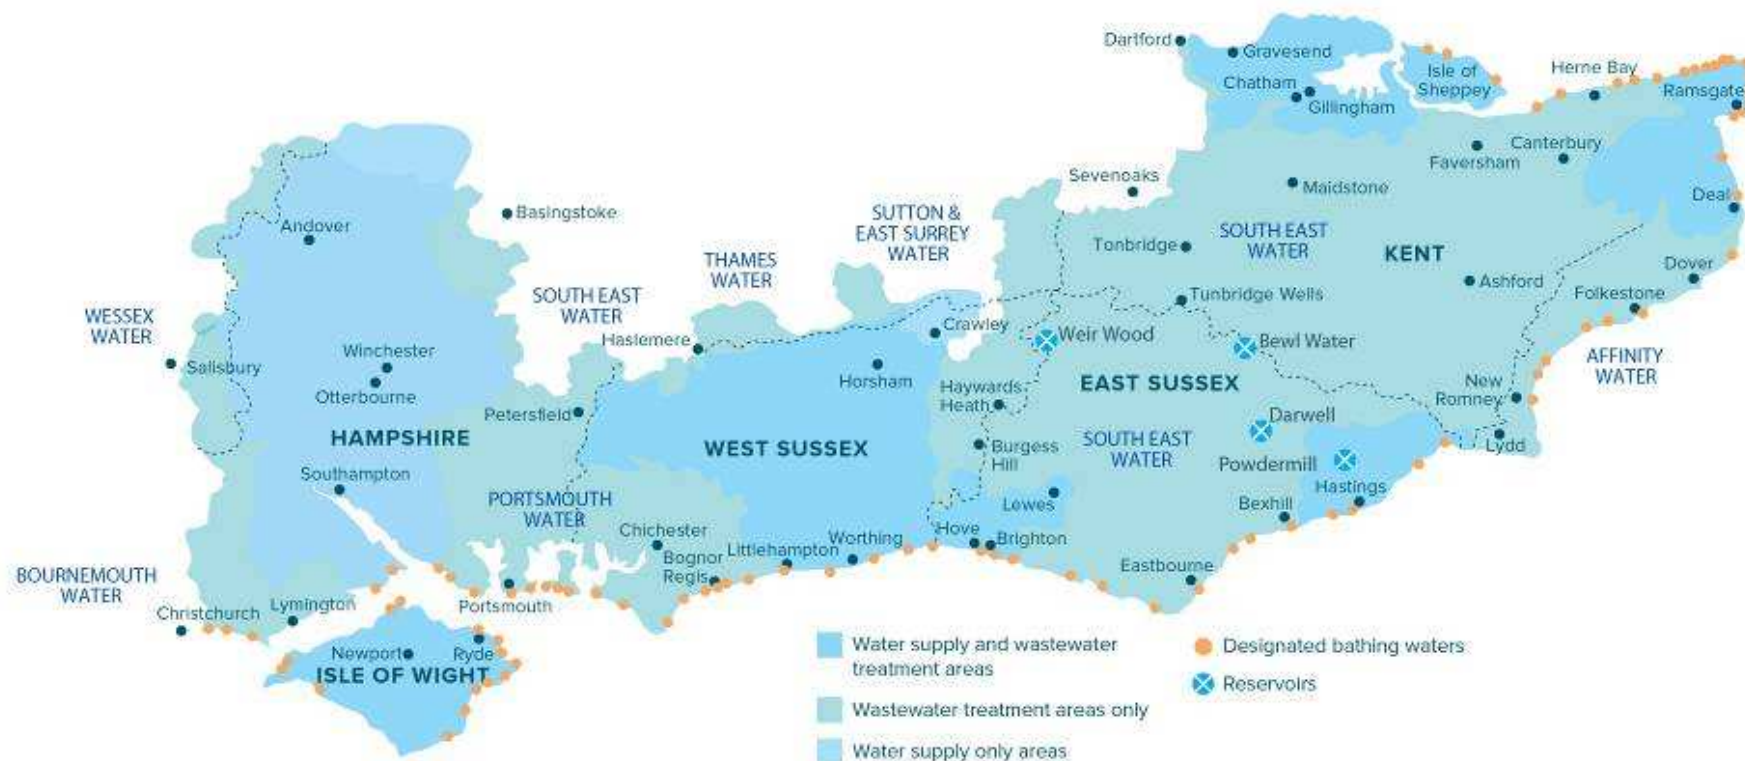 Dartford
Gravesend
Chatham
Gillingham
Isle of
Sheppey
Herne Bay
Ramsgate
Faversham
Canterbury
Sevenoaks
Maidstone
Deal
Basingstoke
Andover
SUTTON &
EAST SURREY
WATER
SOUTH EAST
WATER
Tonbridge
KENT
THAMES
WATER
Dover
SOUTH EAST
WATER
Ashford
Tunbridge Wells
Folkestone
WESSEX
WATER
Haslemere
Crawley
Weir Wood
Bewl Water
AFFINITY
WATER
Salisbury
Winchester
Otterbourne
Horsham
Haywards
Heath
EAST SUSSEX
New
Romney
Petersfield
Darwell
HAMPSHIRE
WEST SUSSEX
Burgess
Hill
SOUTH EAST
WATER
Lydd
Powdermill
Southampton
Hastings
PORTSMOUTH
WATER
Lewes
Bexhill
Chichester
Hove
Brighton
Worthing
Littlehampton
Bognor
Regis
Eastbourne
BOURNEMOUTH
WATER
Christchurch
Lymington
Portsmouth
Newport
Ryde
ISLE OF WIGHT
Water supply and wastewater
treatment areas
Wastewater treatment areas only
Water supply only areas
Designated bathing waters
Reservoirs